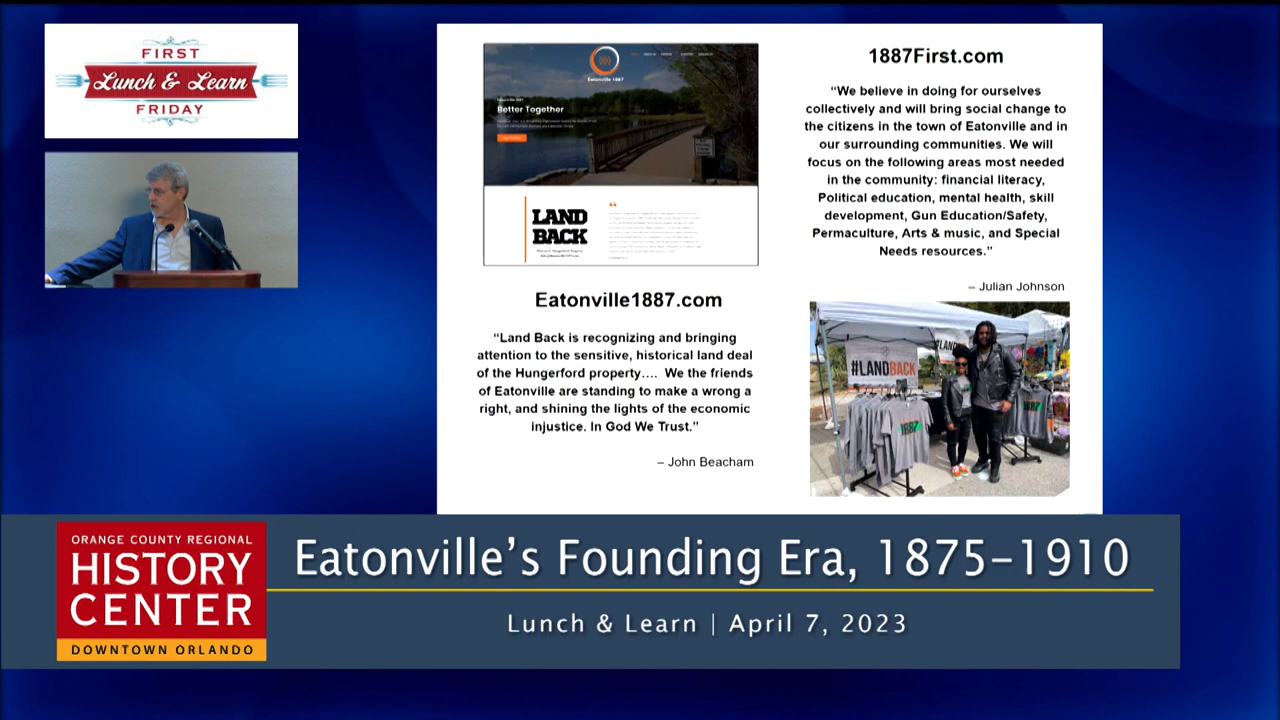 FIRST
Lunch & Learn
FRIDAY
Eatonville 1887
Better Together
LAND
BACK
Eatonville1887.com
“Land Back is recognizing and bringing
attention to the sensitive, historical land deal
of the Hungerford property…. We the friends
of Eatonville are standing to make a wrong a
right, and shining the lights of the economic
injustice. In God We Trust.”
– John Beacham
1887First.com
“We believe in doing for ourselves
collectively and will bring social change to
the citizens in the town of Eatonville and in
our surrounding communities. We will
focus on the following areas most needed
in the community: financial literacy,
Political education, mental health, skill
development, Gun Education/Safety,
Permaculture, Arts & music, and Special
Needs resources.”
– Julian Johnson
#LANDBACK
1887
ORANGE COUNTY REGIONAL
HISTORY
CENTER
DOWNTOWN ORLANDO
Eatonville’s Founding Era, 1875–1910
Lunch & Learn | April 7, 2023